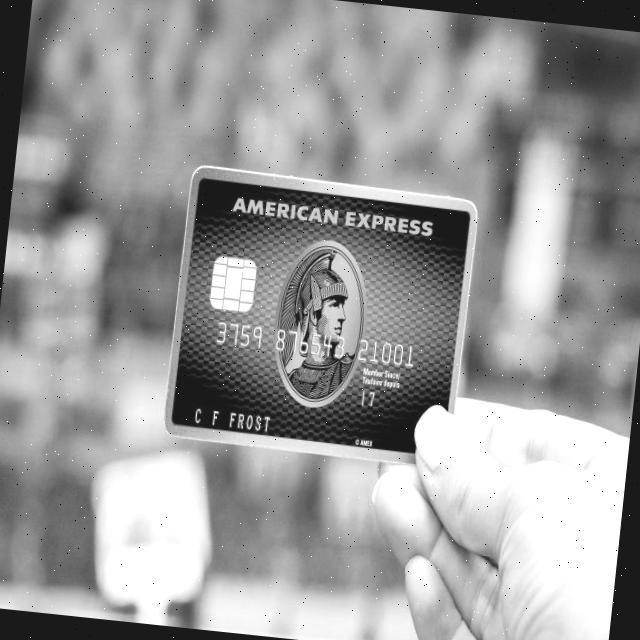 AMERICAN EXPRESS
3759 876543 21001
Member Since
Titulaire depuis
17
C F FROST
© AMEX